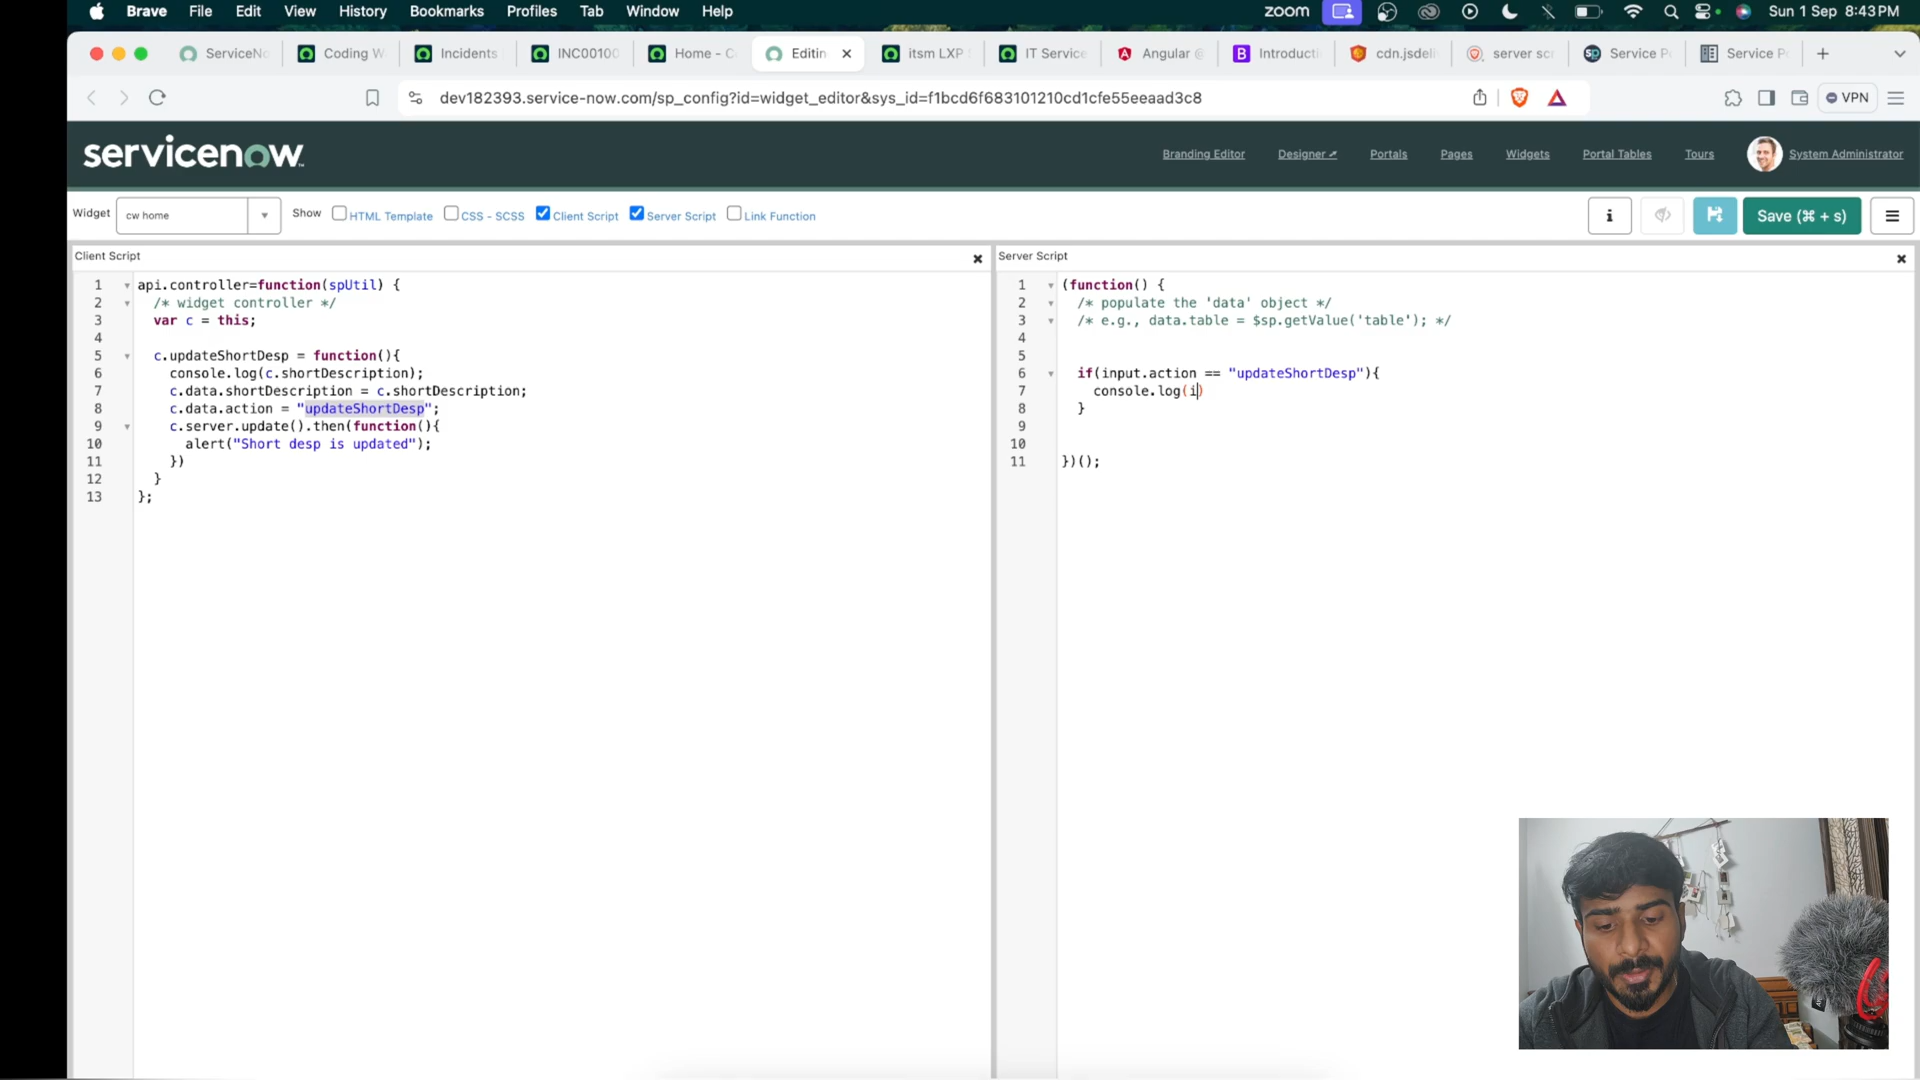 Brave File Edit View History Bookmarks Profiles Tab Window Help zoom Sun 1 Sep 8:43 PM
ServiceNo Coding W Incidents INC00100 Home - C Editin itsm LXP IT Service Angular @ Introducti cdn.jsdeli server scr Service Po Service Po
dev182393.service-now.com/sp_config?id=widget_editor&sys_id=f1bcd6f683101210cd1cfe55eeaad3c8 VPN
servicenow Branding Editor Designer Portals Pages Widgets Portal Tables Tours System Administrator
Widget cw home Show HTML Template CSS - SCSS Client Script Server Script Link Function i Save (⌘ + s)
Client Script
1 api.controller=function(spUtil) {
2 /* widget controller */
3 var c = this;
4
5 c.updateShortDesp = function(){
6 console.log(c.shortDescription);
7 c.data.shortDescription = c.shortDescription;
8 c.data.action = "updateShortDesp";
9 c.server.update().then(function(){
10 alert("Short desp is updated");
11 })
12 }
13 };
Server Script
1 (function() {
2 /* populate the 'data' object */
3 /* e.g., data.table = $sp.getValue('table'); */
4
5
6 if(input.action == "updateShortDesp"){
7 console.log(i)
8 }
9
10
11 })();